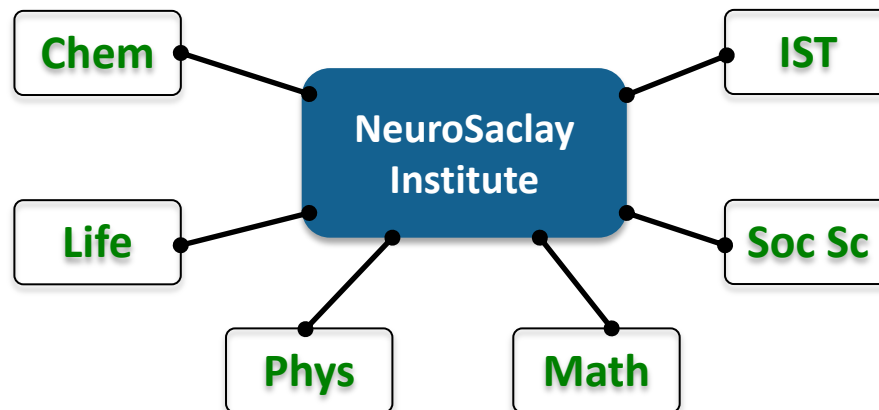 Chem
IST
NeuroSaclay
Institute
Life
Soc Sc
Phys
Math